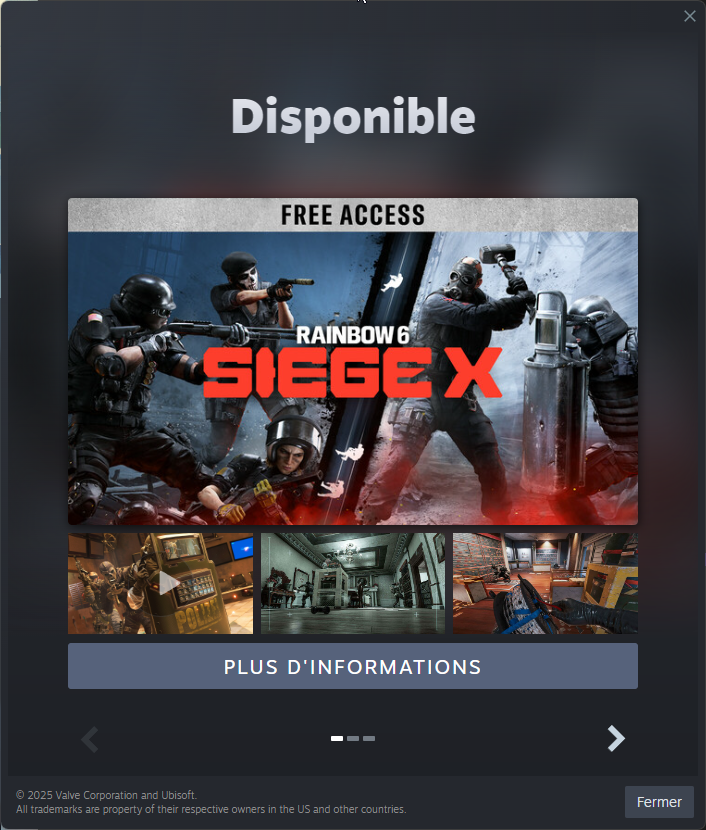 Disponible
FREE ACCESS
RAINBOW 6
SIEGE X
POLICE
PLUS D'INFORMATIONS
© 2025 Valve Corporation and Ubisoft.
All trademarks are property of their respective owners in the US and other countries.
Fermer